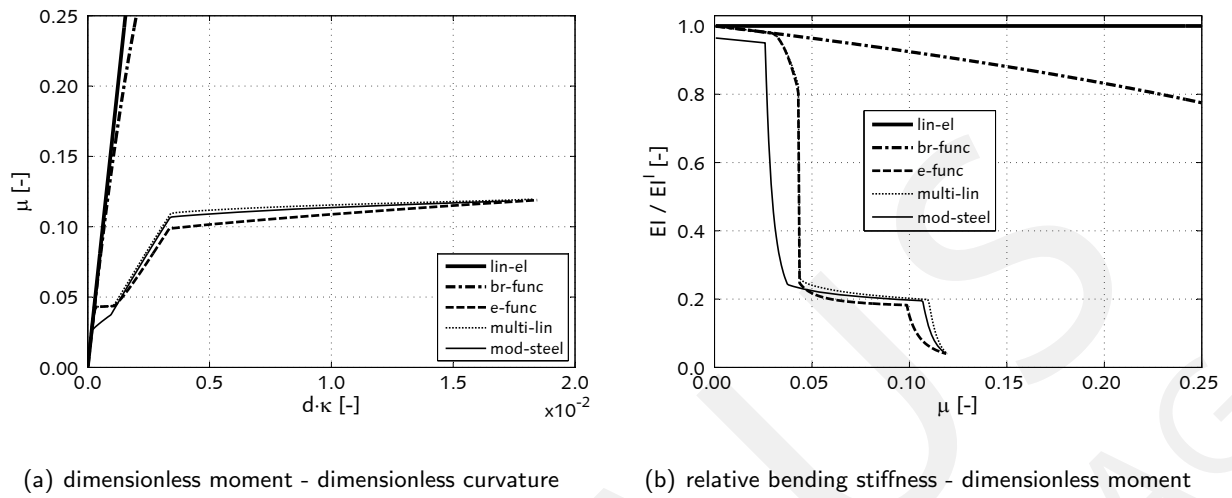 0.25
0.20
0.15
0.10
0.05
0.00
μ [-]
0.0
0.5
1.0
1.5
2.0
x10⁻²
d·κ [-]
lin-el
br-func
e-func
multi-lin
mod-steel
(a) dimensionless moment - dimensionless curvature
1.0
0.8
0.6
0.4
0.2
0.0
EI / EIᴵ [-]
0.00
0.05
0.10
0.15
0.20
0.25
μ [-]
lin-el
br-func
e-func
multi-lin
mod-steel
(b) relative bending stiffness - dimensionless moment